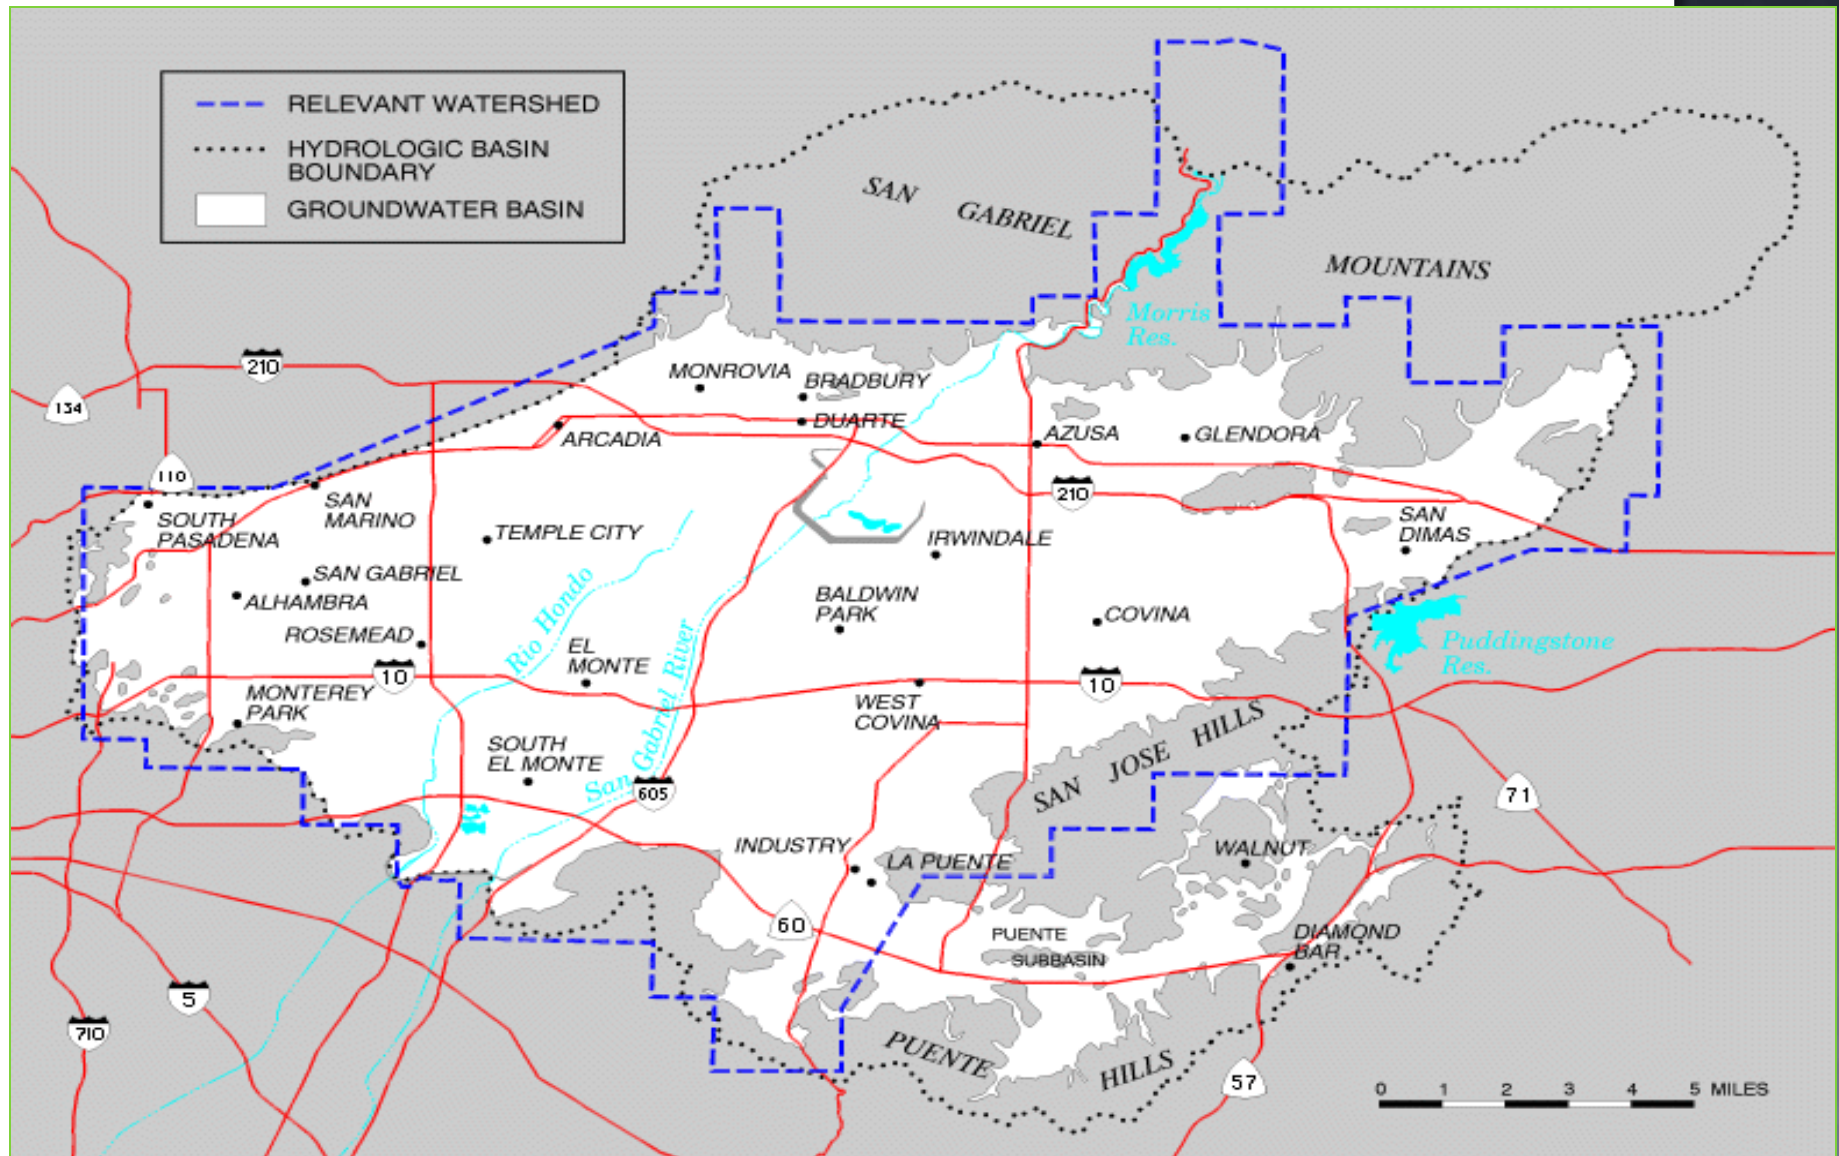 RELEVANT WATERSHED
HYDROLOGIC BASIN
BOUNDARY
GROUNDWATER BASIN
SAN GABRIEL
MOUNTAINS
Morris
Res.
210
134
MONROVIA
BRADBURY
DUARTE
ARCADIA
AZUSA
GLENDORA
110
SAN
MARINO
SOUTH
PASADENA
TEMPLE CITY
210
SAN
DIMAS
IRWINDALE
SAN GABRIEL
ALHAMBRA
Rio Hondo
BALDWIN
PARK
COVINA
ROSEMEAD
EL
MONTE
Puddingstone
Res.
10
10
MONTEREY
PARK
WEST
COVINA
San Gabriel River
SOUTH
EL MONTE
SAN JOSE HILLS
605
71
INDUSTRY
LA PUENTE
WALNUT
60
PUENTE
SUBBASIN
DIAMOND
BAR
5
710
PUENTE
HILLS
57
0 1 2 3 4 5 MILES